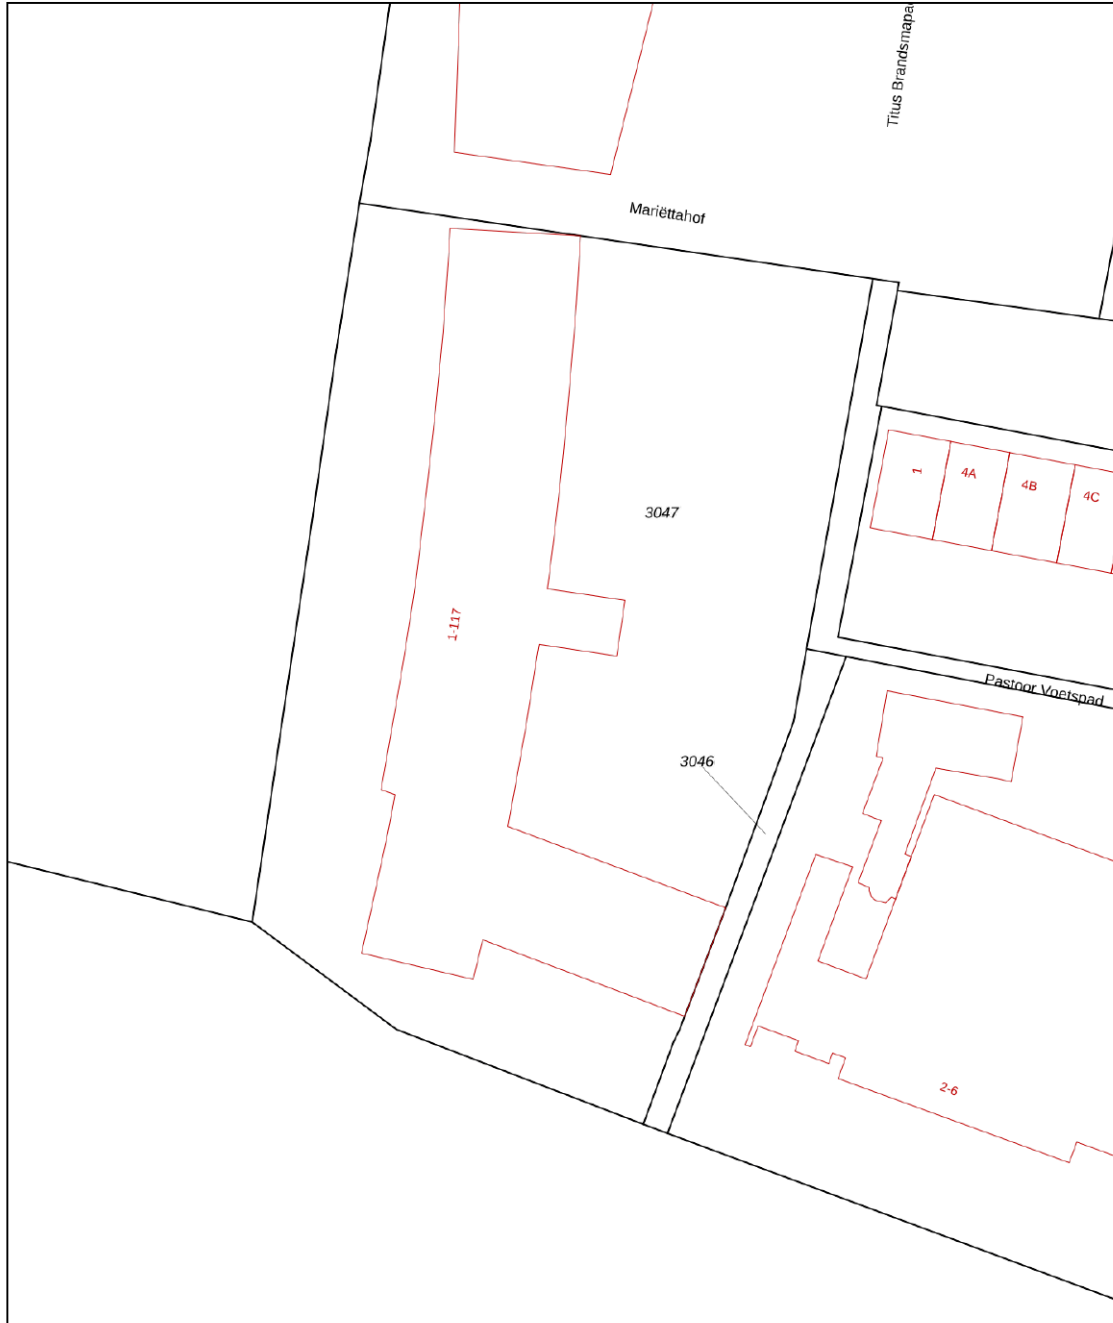 Titus Brandsmapa
Mariëttahof
1
4A
4B
4C
3047
1-117
Pastoor Voetspad
3046
2-6